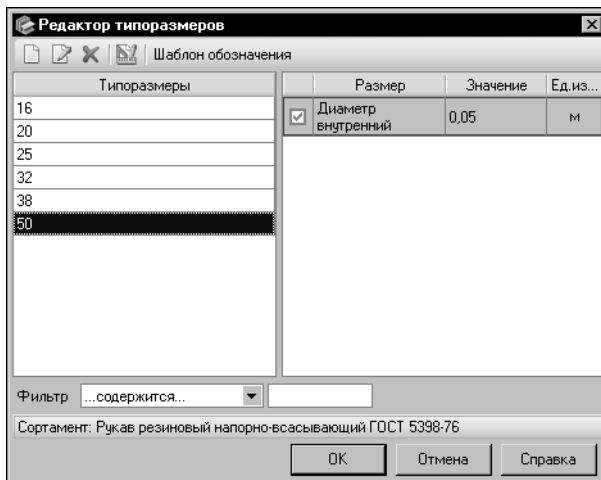 Редактор типоразмеров
Шаблон обозначения
Типоразмеры
Размер Значение Ед.из...
16
20
25
32
38
50
Диаметр внутренний 0,05 м
Фильтр ...содержится...
Сортамент: Рукав резиновый напорно-всасывающий ГОСТ 5398-76
OK Отмена Справка